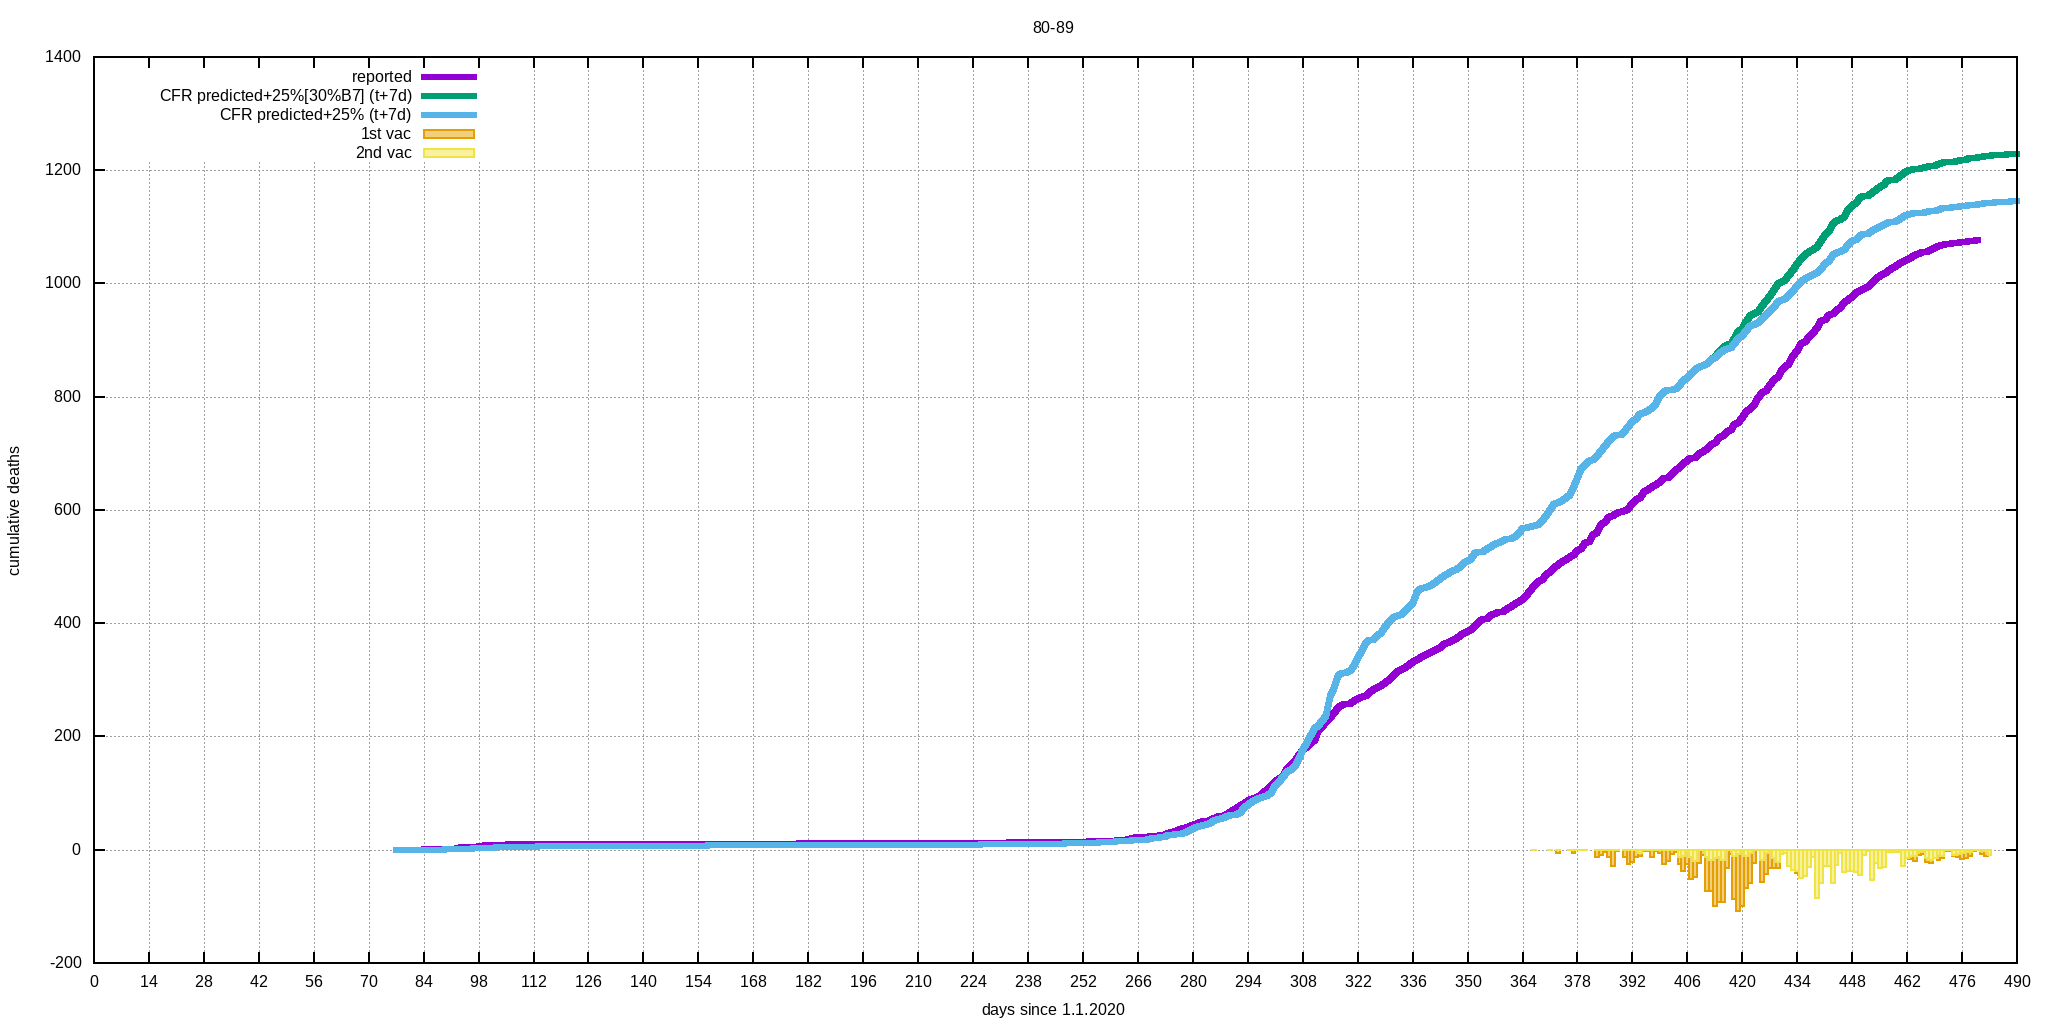 80-89
1400
1200
1000
800
600
400
200
0
-200
cumulative deaths
reported
CFR predicted+25%[30%B7] (t+7d)
CFR predicted+25% (t+7d)
1st vac
2nd vac
0 14 28 42 56 70 84 98 112 126 140 154 168 182 196 210 224 238 252 266 280 294 308 322 336 350 364 378 392 406 420 434 448 462 476 490
days since 1.1.2020